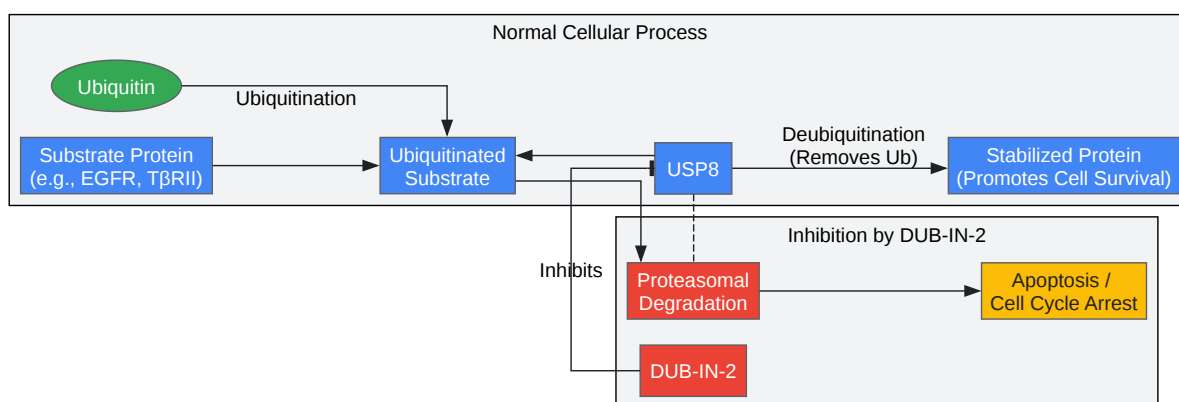 Normal Cellular Process
Ubiquitin
Ubiquitination
Substrate Protein
(e.g., EGFR, TβRII)
Ubiquitinated
Substrate
USP8
Deubiquitination
(Removes Ub)
Stabilized Protein
(Promotes Cell Survival)
Inhibition by DUB-IN-2
Inhibits
Proteasomal
Degradation
Apoptosis /
Cell Cycle Arrest
DUB-IN-2